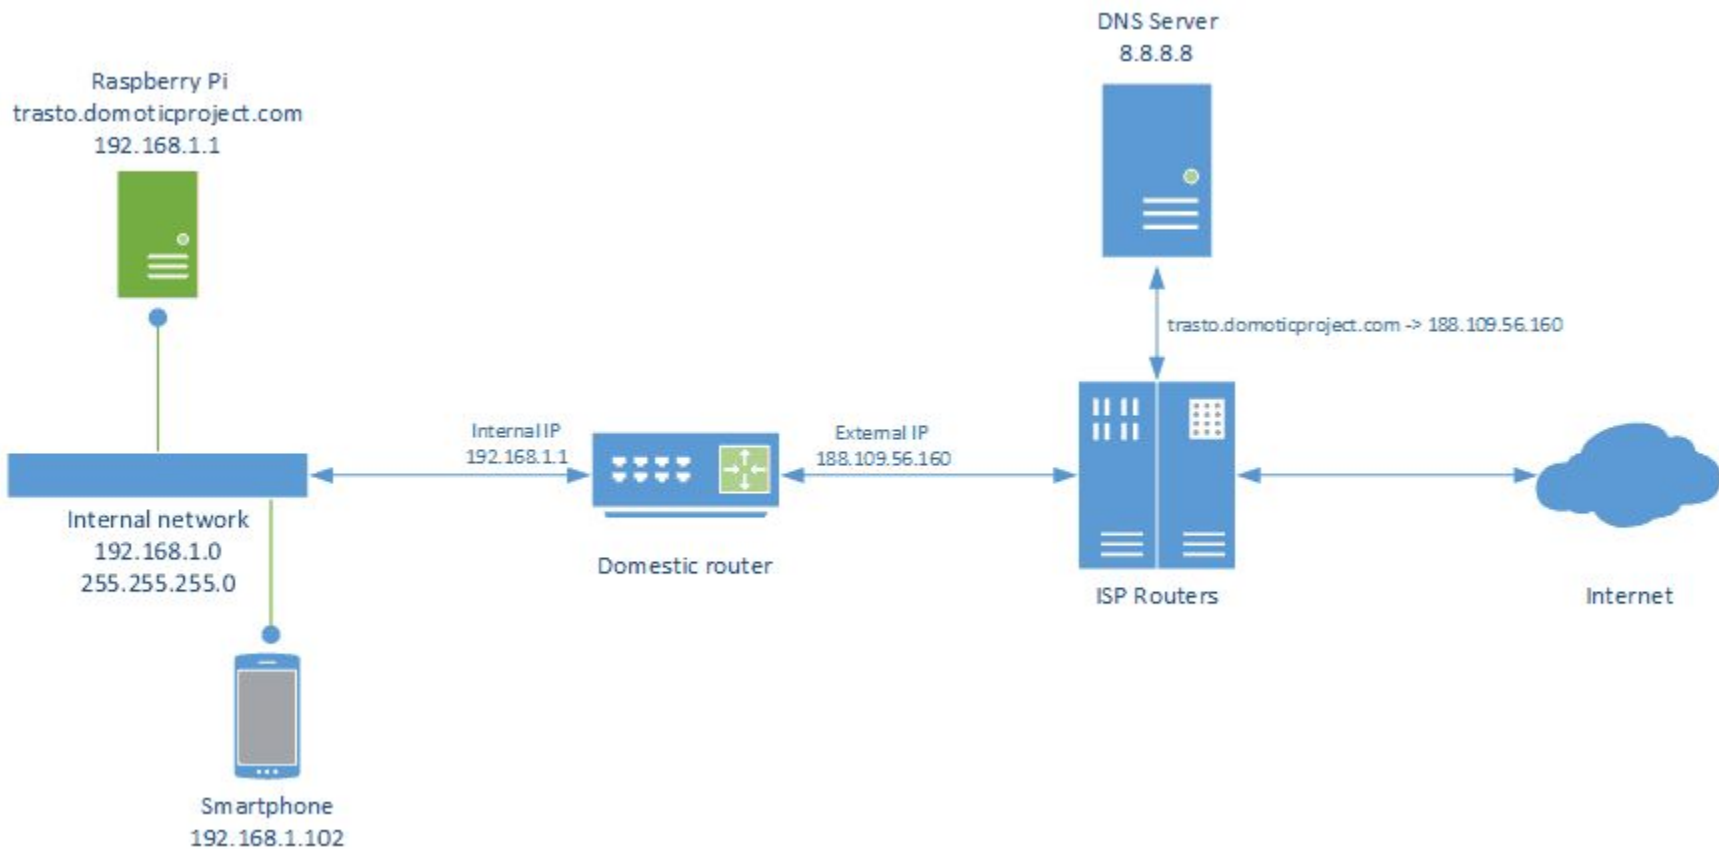 DNS Server
8.8.8.8
Raspberry Pi
trasto.domoticproject.com
192.168.1.1
trasto.domoticproject.com -> 188.109.56.160
Internal IP
192.168.1.1
External IP
188.109.56.160
Internal network
192.168.1.0
255.255.255.0
Domestic router
ISP Routers
Internet
Smartphone
192.168.1.102